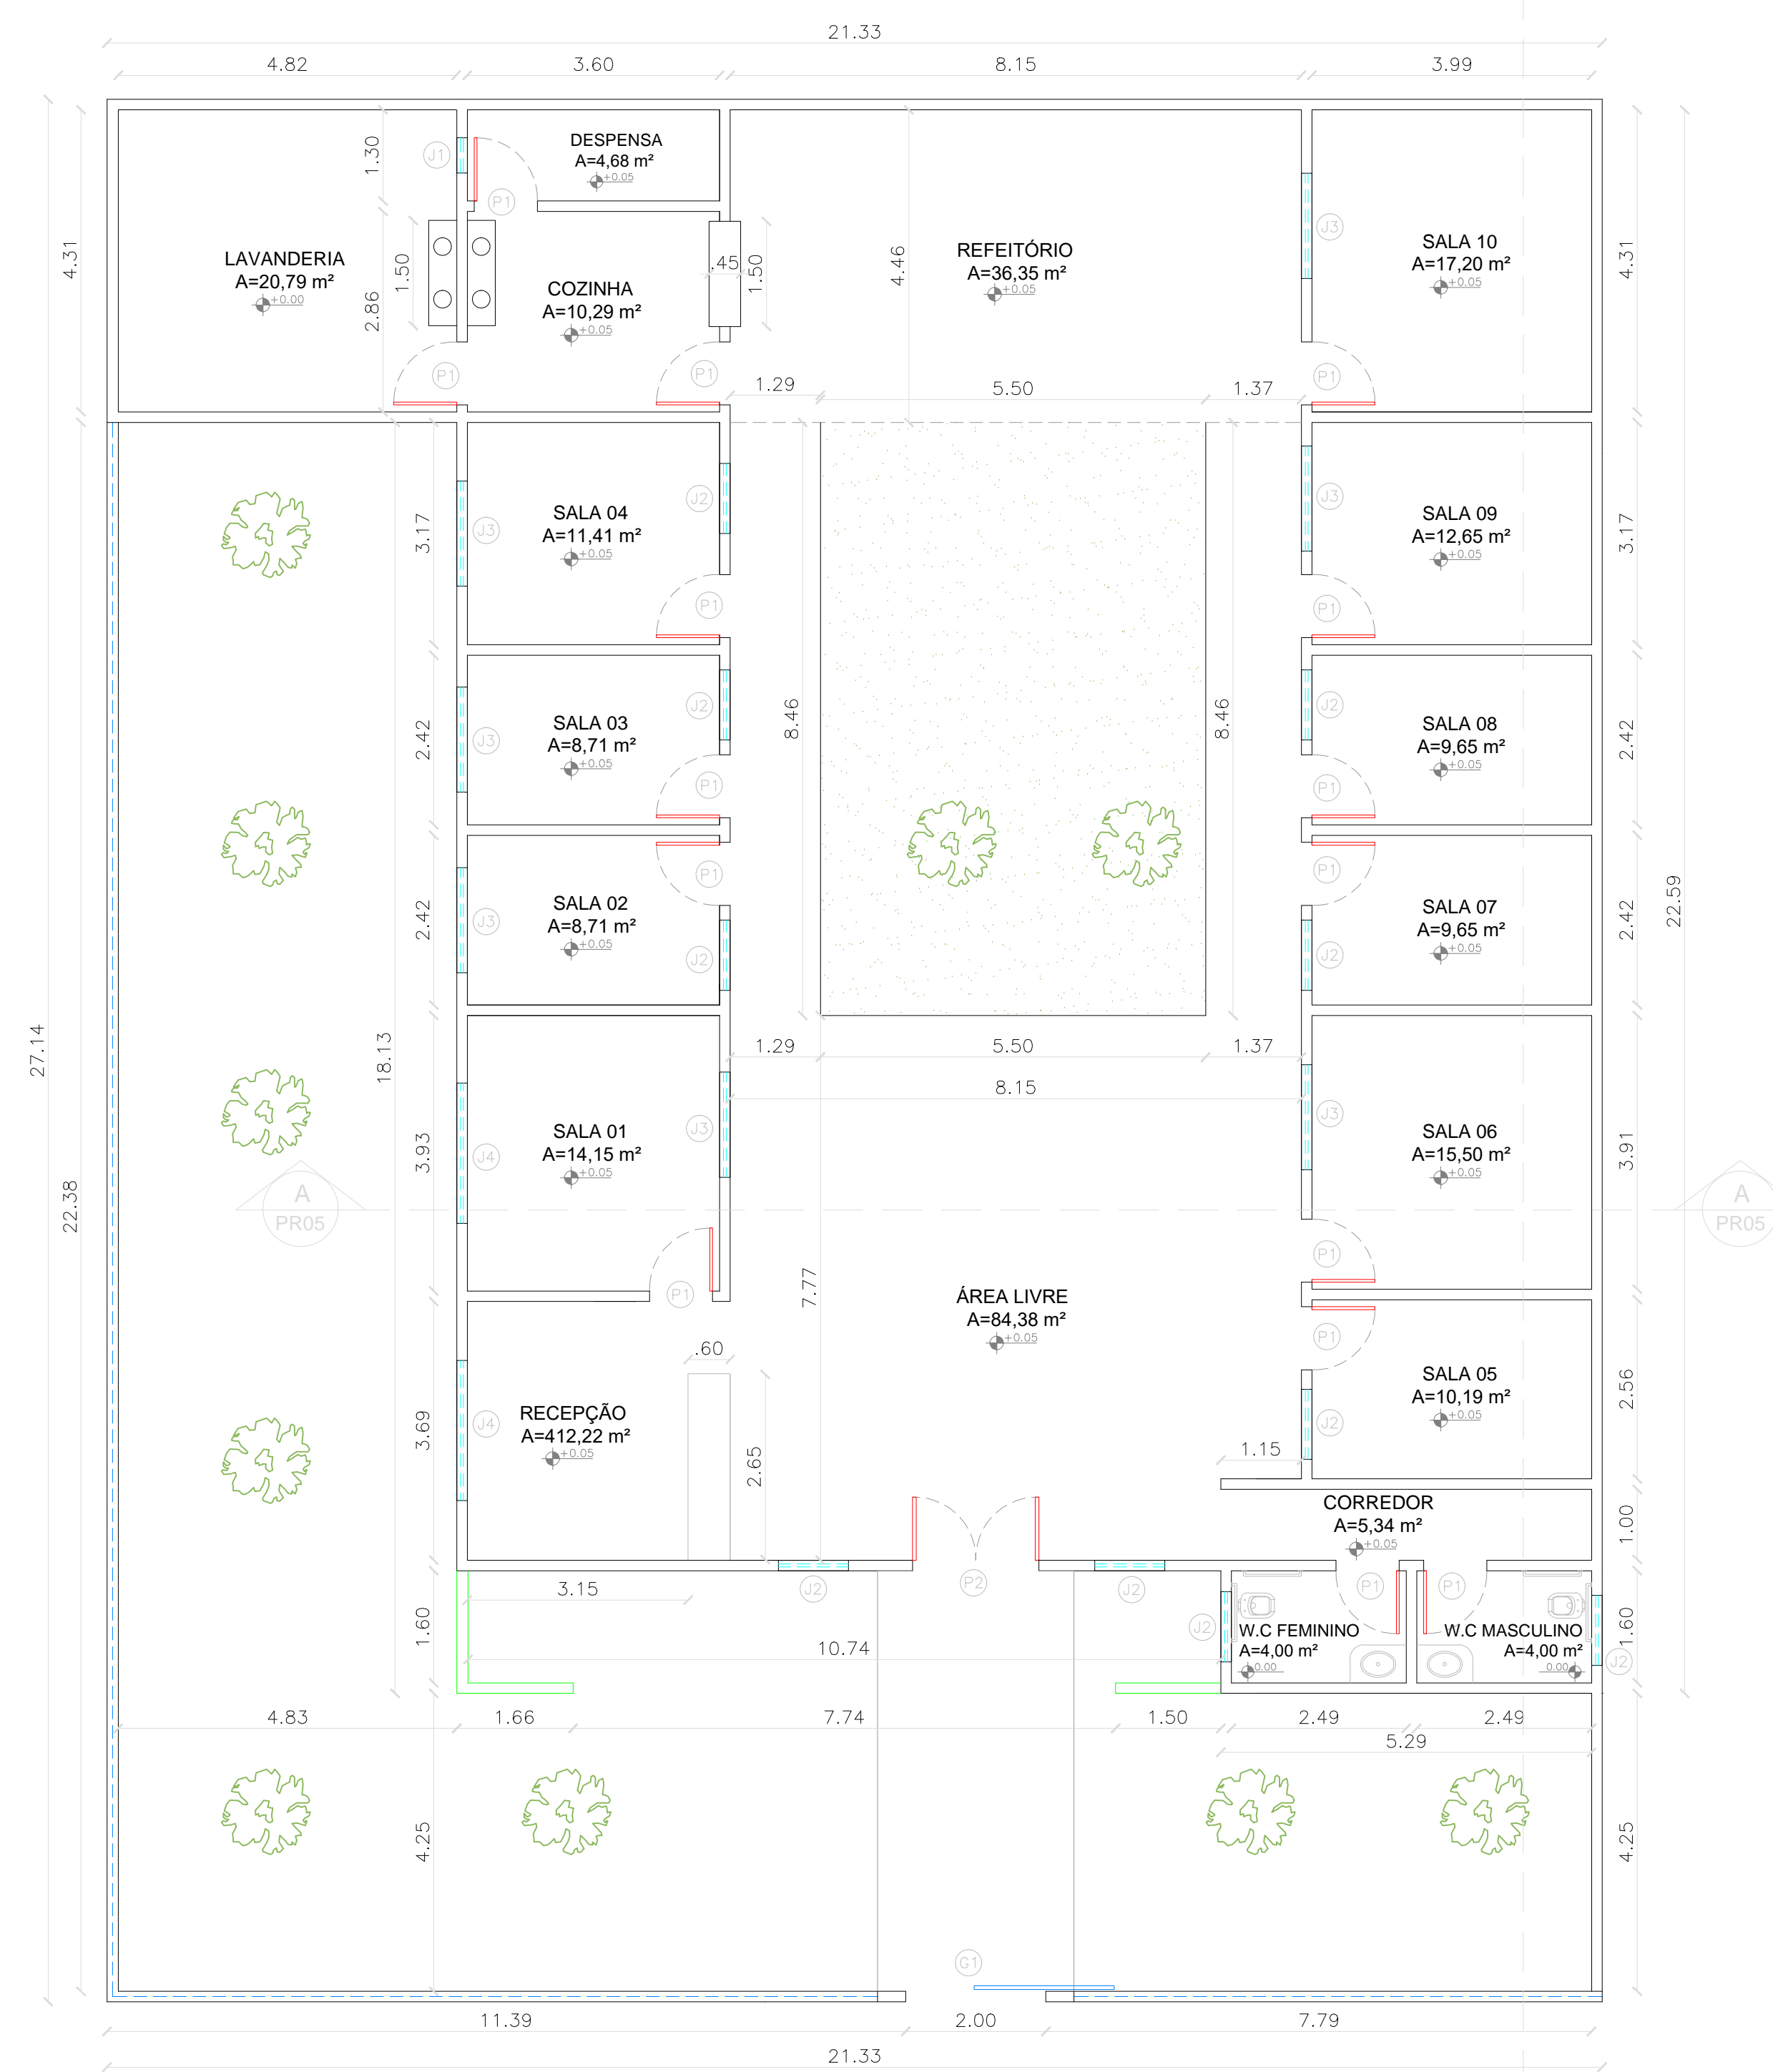 21.33
4.82
3.60
8.15
3.99
DESPENSA
A=4,68 m²
+0.05
J1
P1
1.30
4.31
LAVANDERIA
A=20,79 m²
+0.00
1.50
2.86
COZINHA
A=10,29 m²
+0.05
.45
1.50
4.46
REFEITÓRIO
A=36,35 m²
+0.05
J3
SALA 10
A=17,20 m²
+0.05
4.31
P1
P1
P1
1.29
5.50
1.37
SALA 04
A=11,41 m²
+0.05
3.17
J3
J2
P1
J3
SALA 09
A=12,65 m²
+0.05
P1
3.17
SALA 03
A=8,71 m²
+0.05
2.42
J3
J2
P1
8.46
8.46
J2
SALA 08
A=9,65 m²
+0.05
P1
2.42
SALA 02
A=8,71 m²
+0.05
2.42
J3
P1
J2
P1
SALA 07
A=9,65 m²
+0.05
J2
2.42
22.59
27.14
18.13
1.29
5.50
1.37
8.15
SALA 01
A=14,15 m²
+0.05
3.93
J4
J3
P1
J3
SALA 06
A=15,50 m²
+0.05
P1
3.91
A
PR05
A
PR05
22.38
7.77
ÁREA LIVRE
A=84,38 m²
+0.05
P1
SALA 05
A=10,19 m²
+0.05
J2
2.56
.60
RECEPÇÃO
A=412,22 m²
+0.05
3.69
J4
2.65
1.15
CORREDOR
A=5,34 m²
+0.05
1.00
3.15
J2
P2
J2
P1
P1
1.60
10.74
J2
W.C FEMININO
A=4,00 m²
0.00
W.C MASCULINO
A=4,00 m²
0.00
J2
1.60
4.83
1.66
7.74
1.50
2.49
2.49
5.29
4.25
4.25
G1
11.39
2.00
7.79
21.33